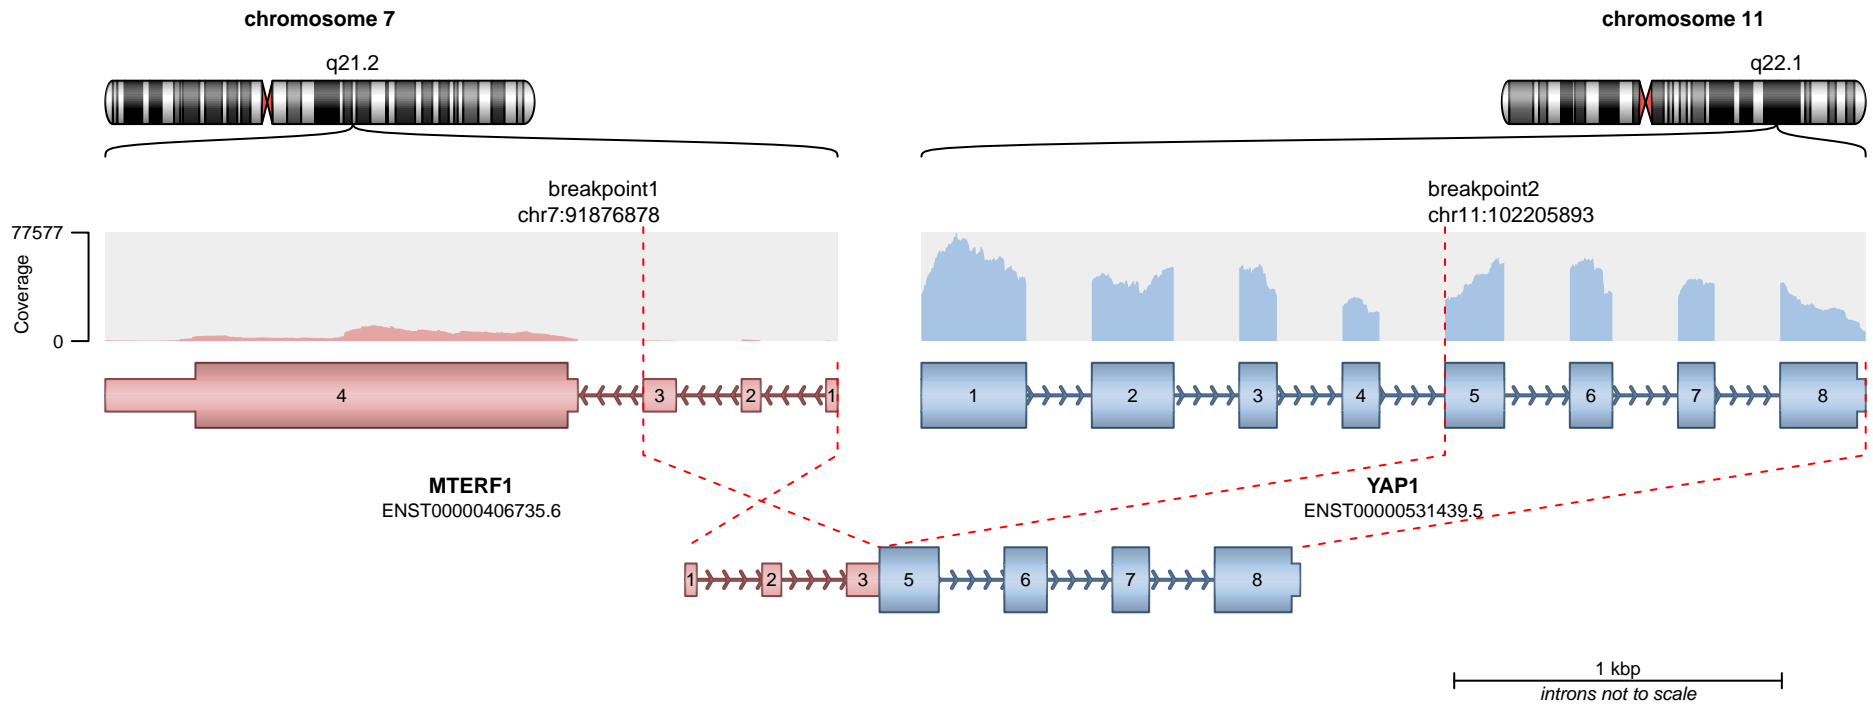 chromosome 7
chromosome 11
q21.2
q22.1
breakpoint1
chr7:91876878
breakpoint2
chr11:102205893
77577
Coverage
0
4
3
2
1
1
2
3
4
5
6
7
8
MTERF1
ENST00000406735.6
YAP1
ENST00000531439.5
1
2
3
5
6
7
8
1 kbp
introns not to scale